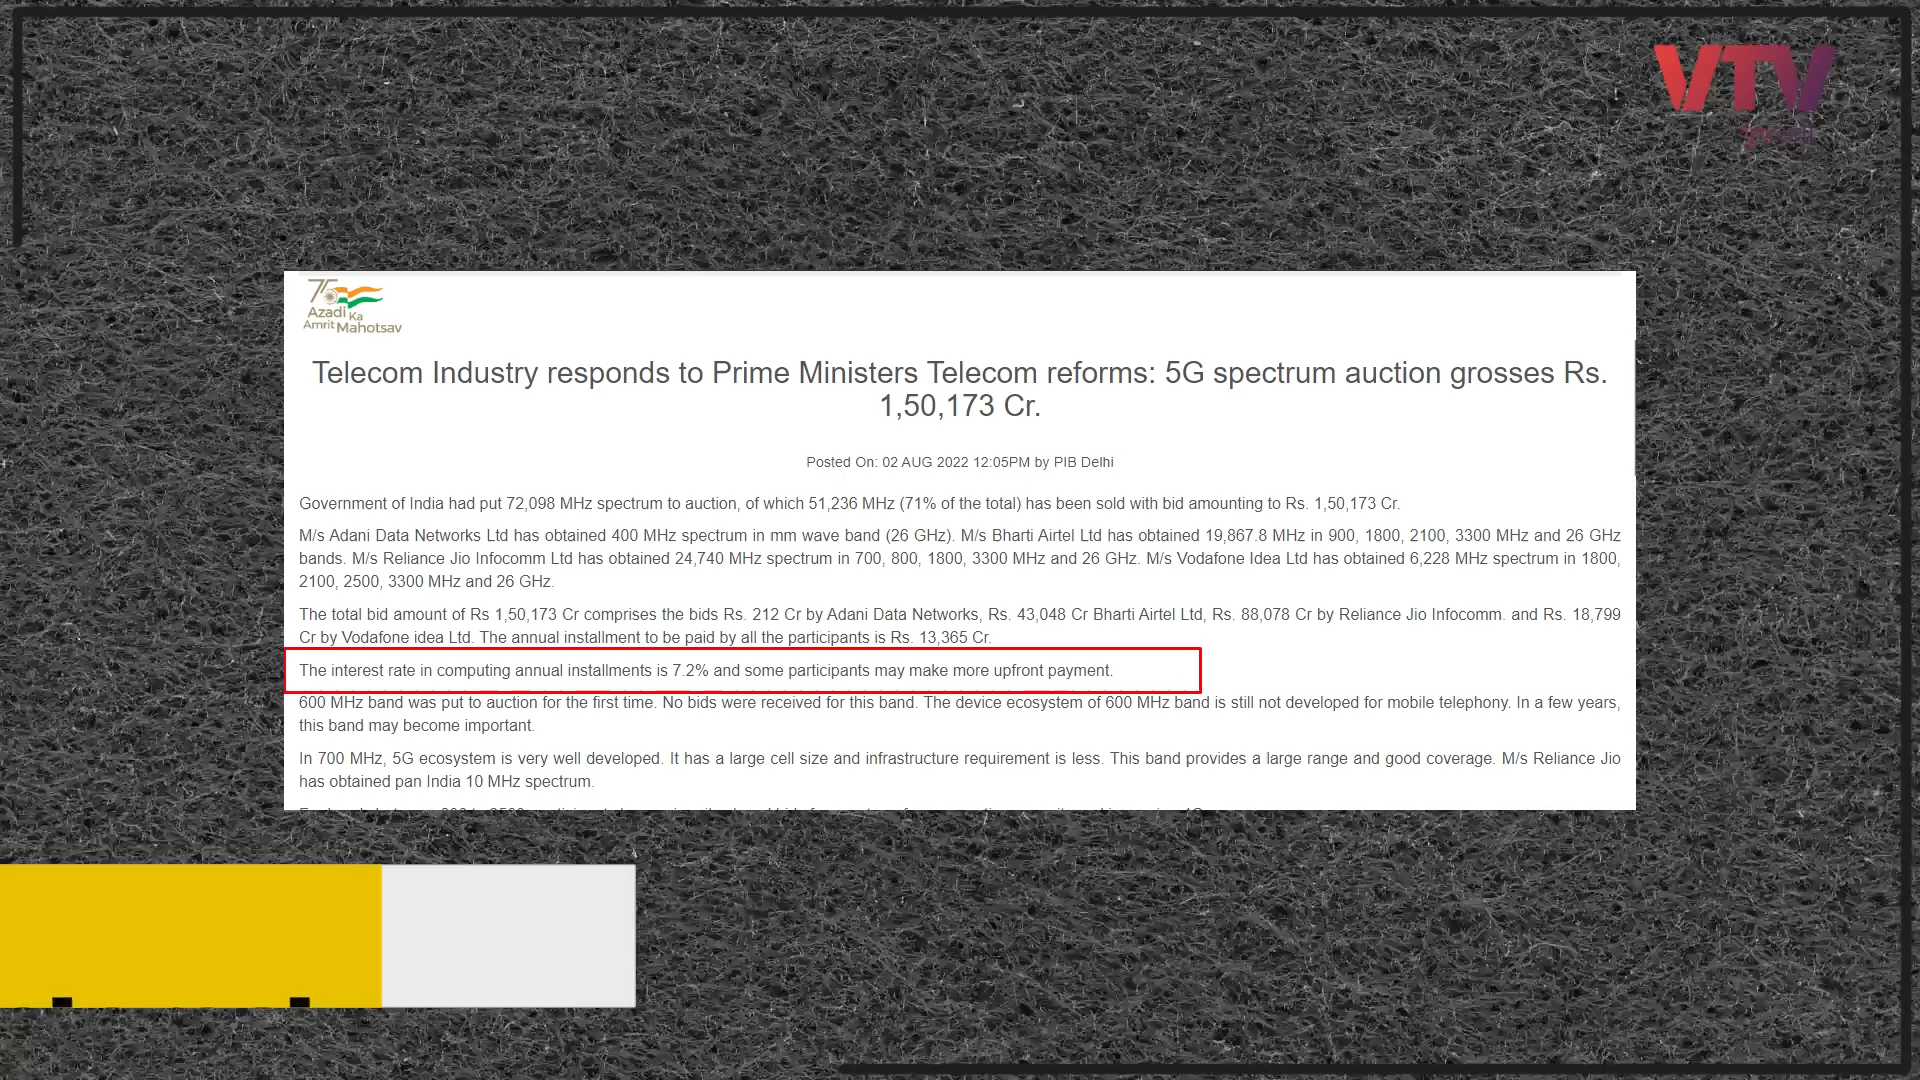 VTV
75
Azadi Ka
Amrit Mahotsav
Telecom Industry responds to Prime Ministers Telecom reforms: 5G spectrum auction grosses Rs.
1,50,173 Cr.
Posted On: 02 AUG 2022 12:05PM by PIB Delhi
Government of India had put 72,098 MHz spectrum to auction, of which 51,236 MHz (71% of the total) has been sold with bid amounting to Rs. 1,50,173 Cr.
M/s Adani Data Networks Ltd has obtained 400 MHz spectrum in mm wave band (26 GHz). M/s Bharti Airtel Ltd has obtained 19,867.8 MHz in 900, 1800, 2100, 3300 MHz and 26 GHz
bands. M/s Reliance Jio Infocomm Ltd has obtained 24,740 MHz spectrum in 700, 800, 1800, 3300 MHz and 26 GHz. M/s Vodafone Idea Ltd has obtained 6,228 MHz spectrum in 1800,
2100, 2500, 3300 MHz and 26 GHz.
The total bid amount of Rs 1,50,173 Cr comprises the bids Rs. 212 Cr by Adani Data Networks, Rs. 43,048 Cr Bharti Airtel Ltd, Rs. 88,078 Cr by Reliance Jio Infocomm. and Rs. 18,799
Cr by Vodafone idea Ltd. The annual installment to be paid by all the participants is Rs. 13,365 Cr.
The interest rate in computing annual installments is 7.2% and some participants may make more upfront payment.
600 MHz band was put to auction for the first time. No bids were received for this band. The device ecosystem of 600 MHz band is still not developed for mobile telephony. In a few years,
this band may become important.
In 700 MHz, 5G ecosystem is very well developed. It has a large cell size and infrastructure requirement is less. This band provides a large range and good coverage. M/s Reliance Jio
has obtained pan India 10 MHz spectrum.